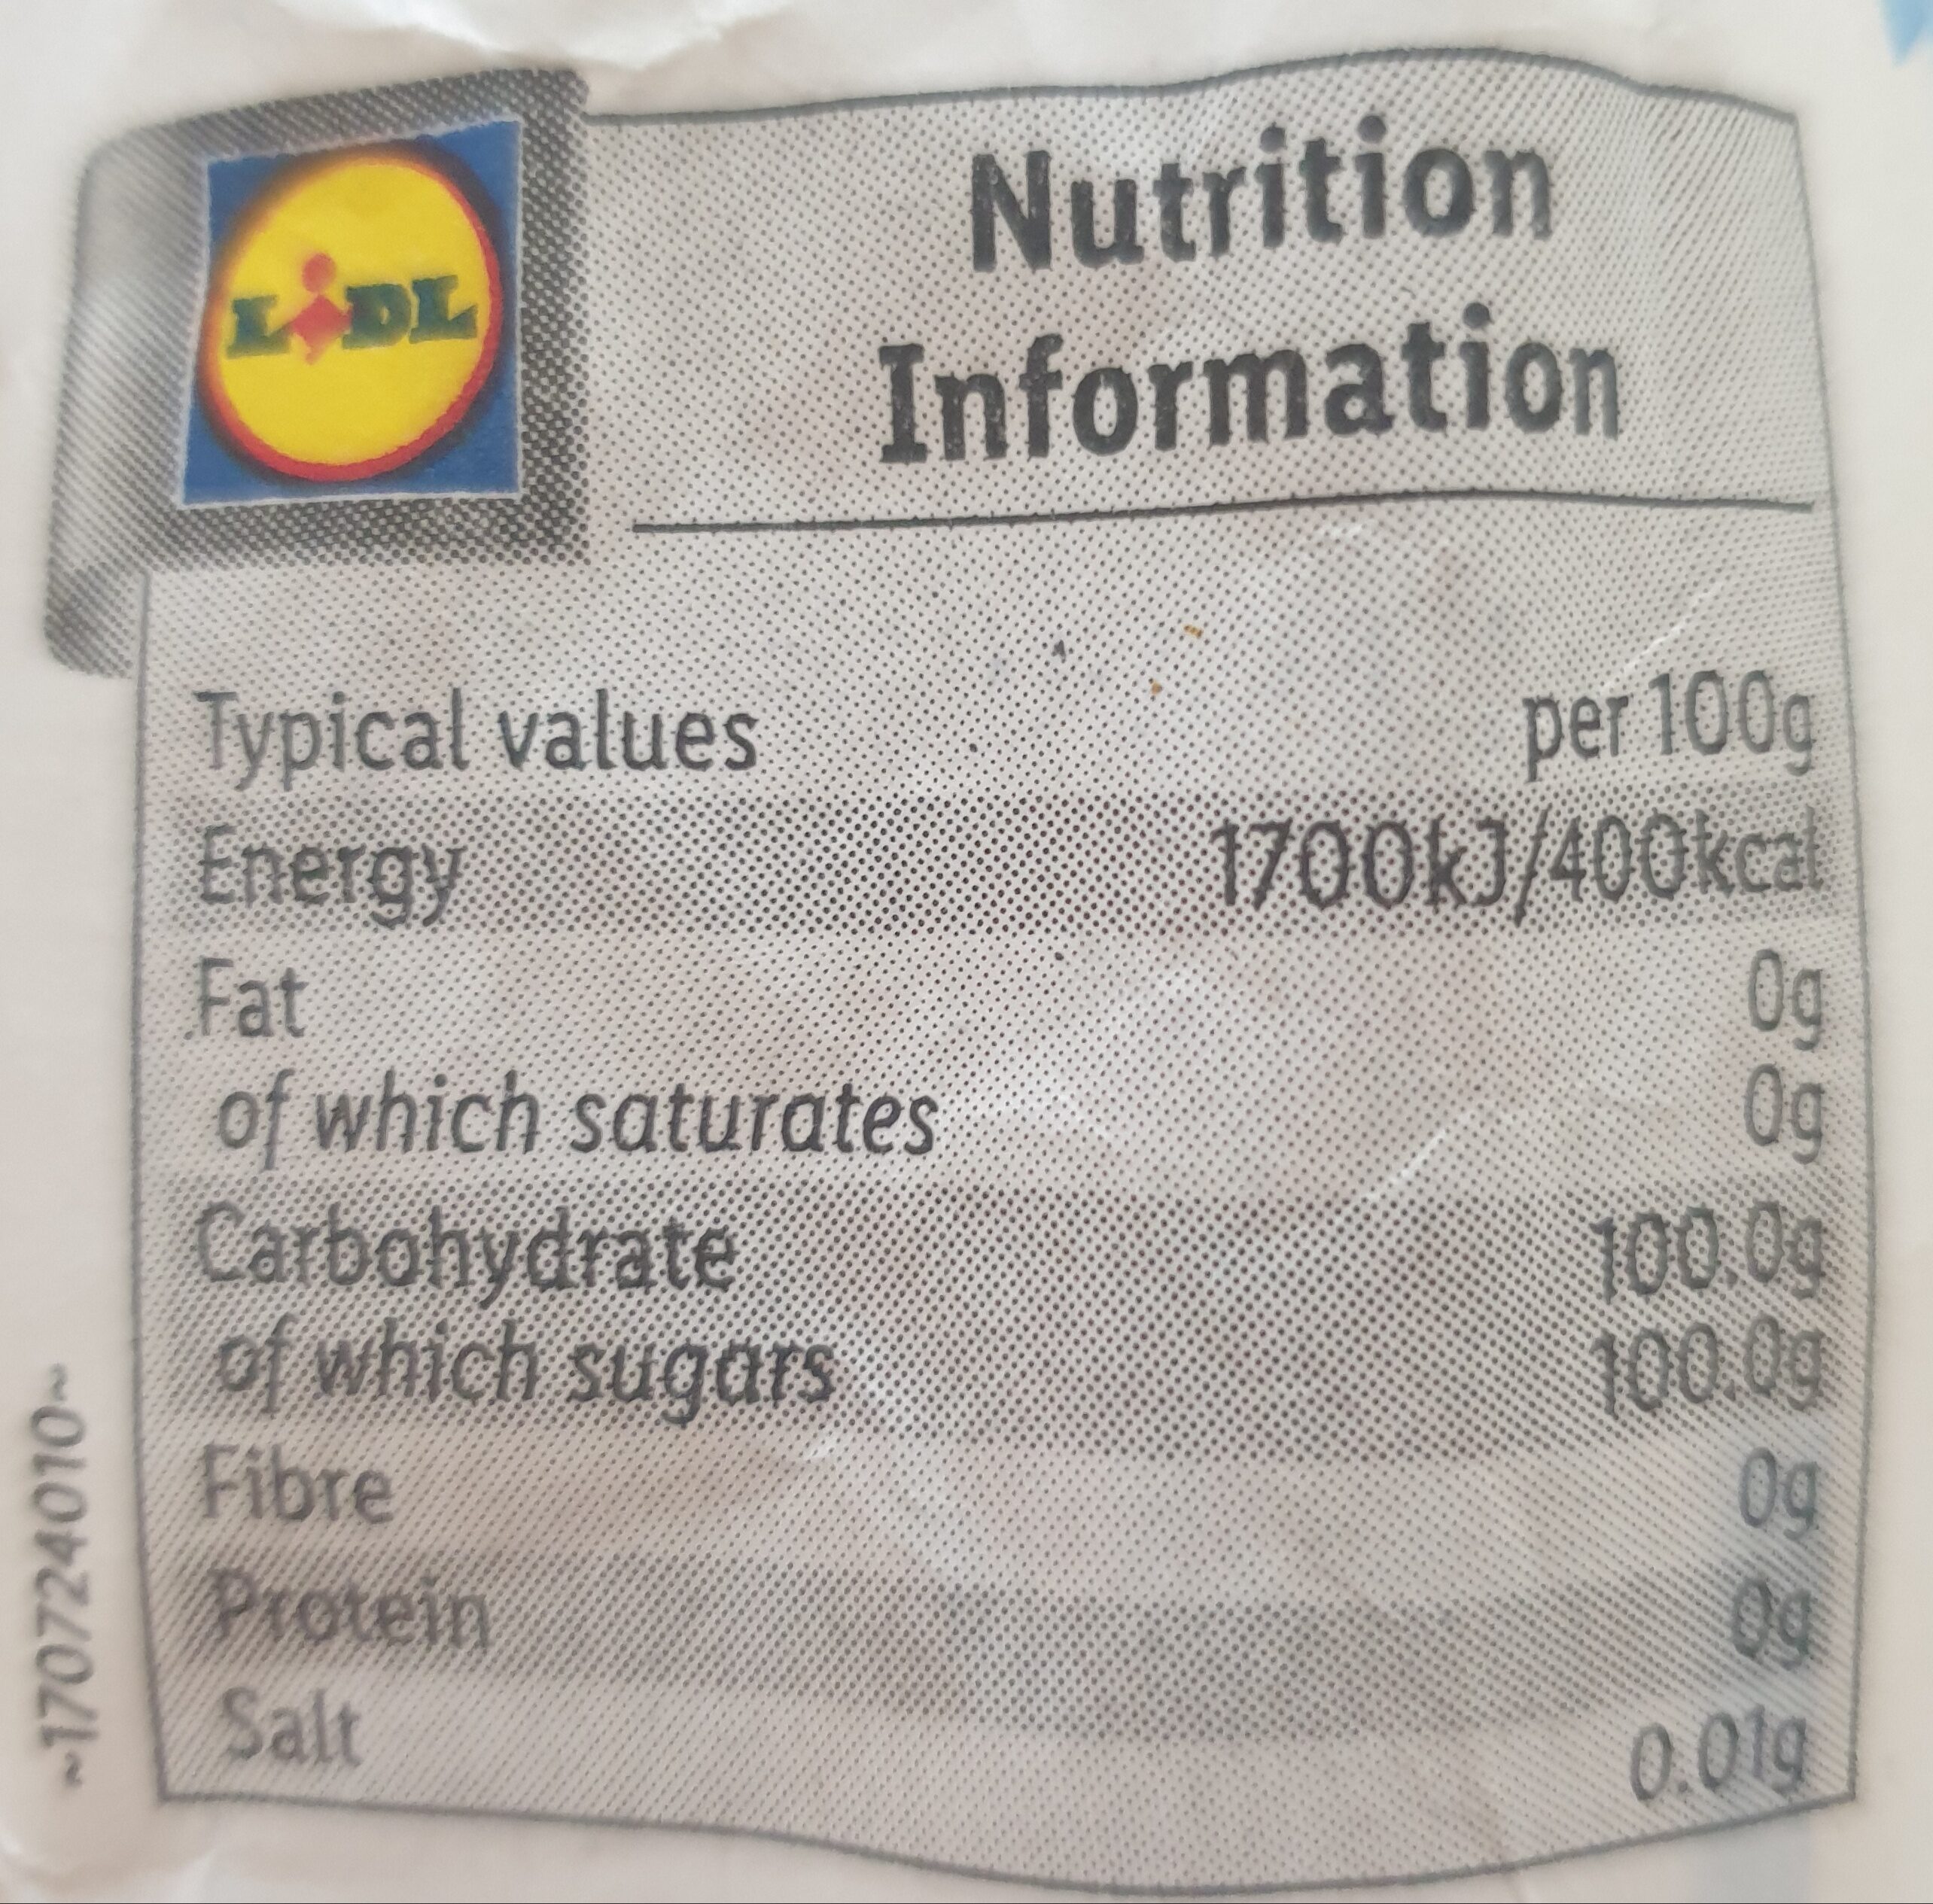 LIDL
Nutrition
Information
Typical values per 100g
Energy 1700kJ/400kcal
Fat 0g
of which saturates 0g
Carbohydrate 100.0g
of which sugars 100.0g
Fibre 0g
Protein 0g
Salt 0.01g
~170724010~